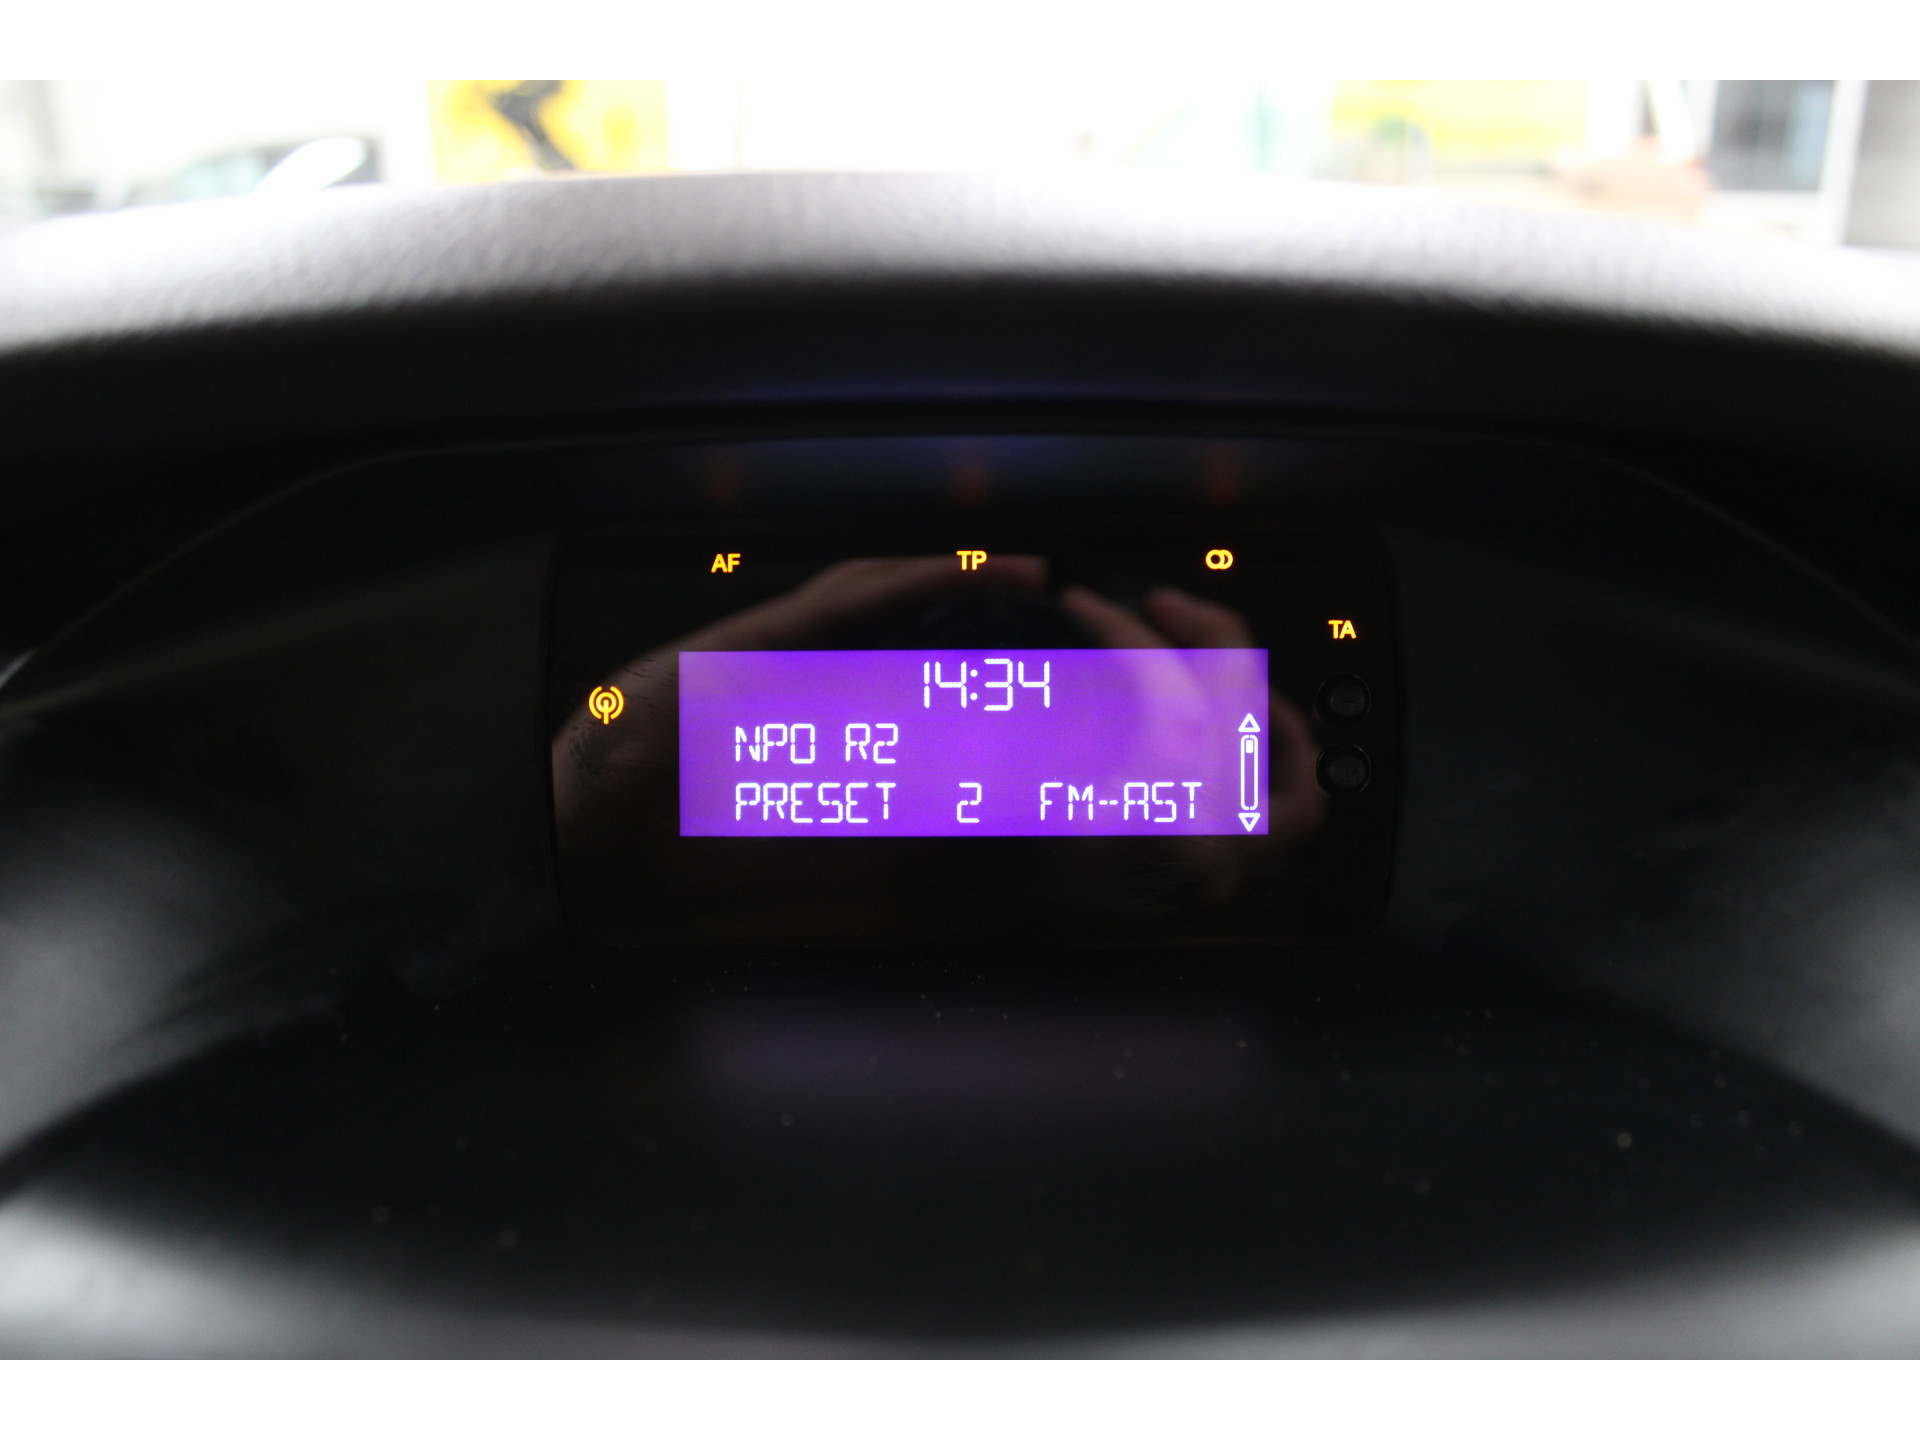 AF TP
TA
14:34
NPO R2
PRESET 2 FM-AST